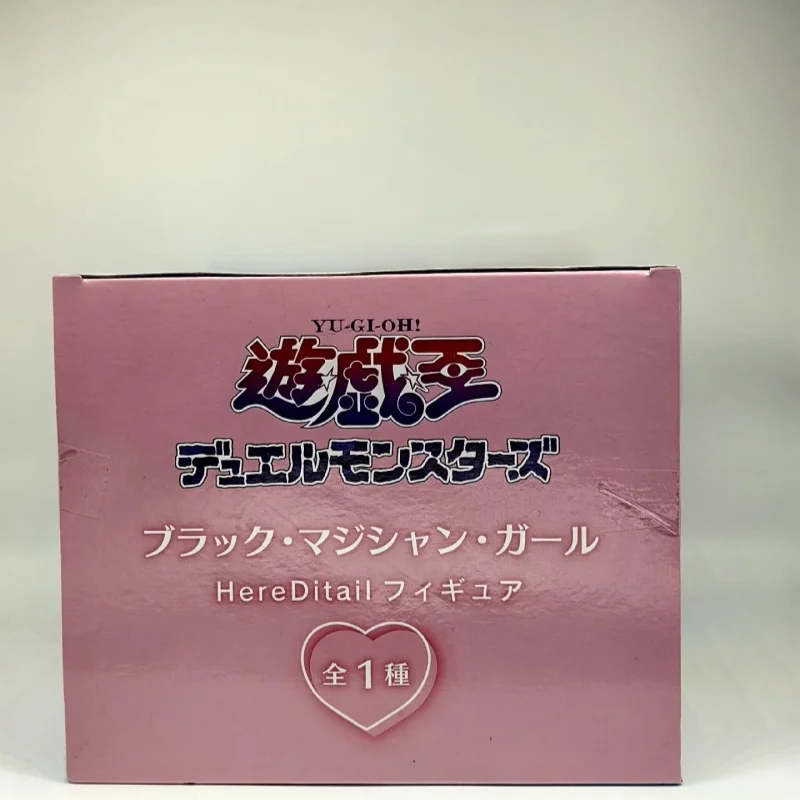 YU-GI-OH!
遊☆戯☆王
デュエルモンスターズ
ブラック・マジシャン・ガール
HereDitail フィギュア
全1種